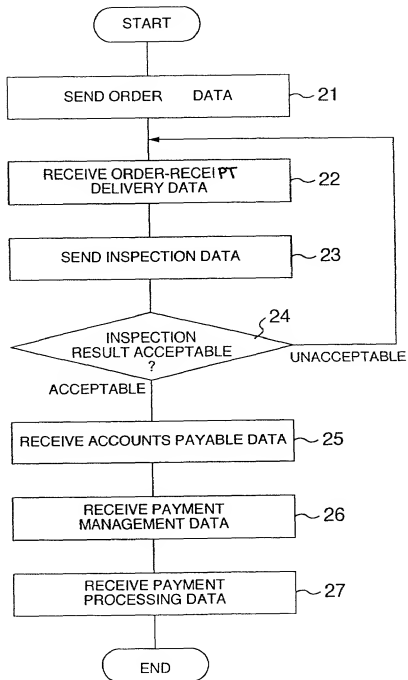 START
SEND ORDER DATA
21
RECEIVE ORDER-RECEIPT
DELIVERY DATA
22
SEND INSPECTION DATA
23
INSPECTION
RESULT ACCEPTABLE
?
24
UNACCEPTABLE
ACCEPTABLE
RECEIVE ACCOUNTS PAYABLE DATA
25
RECEIVE PAYMENT
MANAGEMENT DATA
26
RECEIVE PAYMENT
PROCESSING DATA
27
END